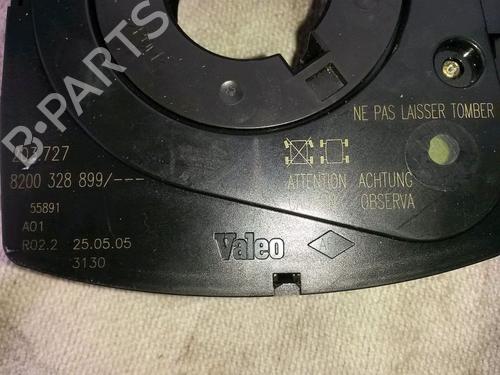 B-PARTS
NE PAS LAISSER TOMBER
727
8200 328 899/---
ATTENTION ACHTUNG
OBSERVA
55891
A01
R02.2 25.05.05
3130
Valeo